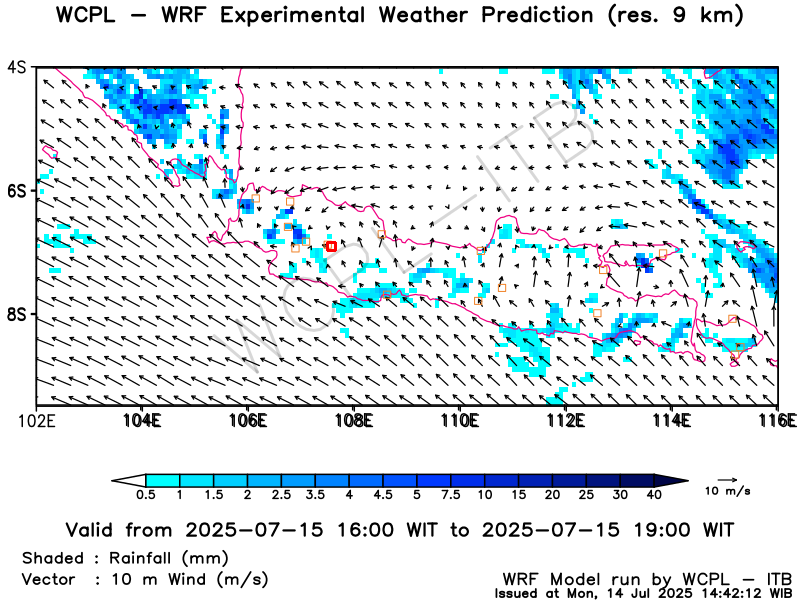 WCPL – WRF Experimental Weather Prediction (res. 9 km)
4S
6S
8S
WCPL-ITB
102E 104E 106E 108E 110E 112E 114E 116E
0.5 1 1.5 2 2.5 3.5 4 4.5 5 7.5 10 15 20 25 30 40
10 m/s
Valid from 2025-07-15 16:00 WIT to 2025-07-15 19:00 WIT
Shaded : Rainfall (mm)
Vector : 10 m Wind (m/s)
WRF Model run by WCPL – ITB
Issued at Mon, 14 Jul 2025 14:42:12 WIB